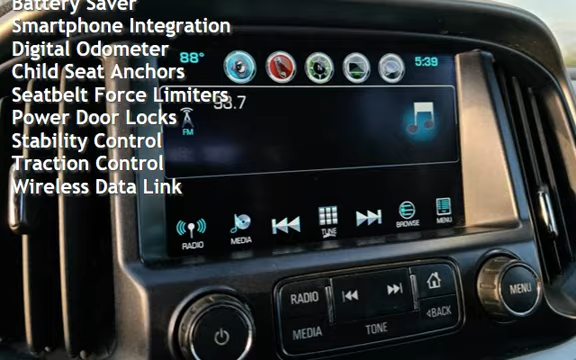 Battery Saver
Smartphone Integration
Digital Odometer
Child Seat Anchors
Seatbelt Force Limiters
Power Door Locks
Stability Control
Traction Control
Wireless Data Link
88°
5:39
93.7
FM
RADIO
MEDIA
TUNE
BROWSE
MENU
RADIO
MEDIA
TONE
<BACK
MENU